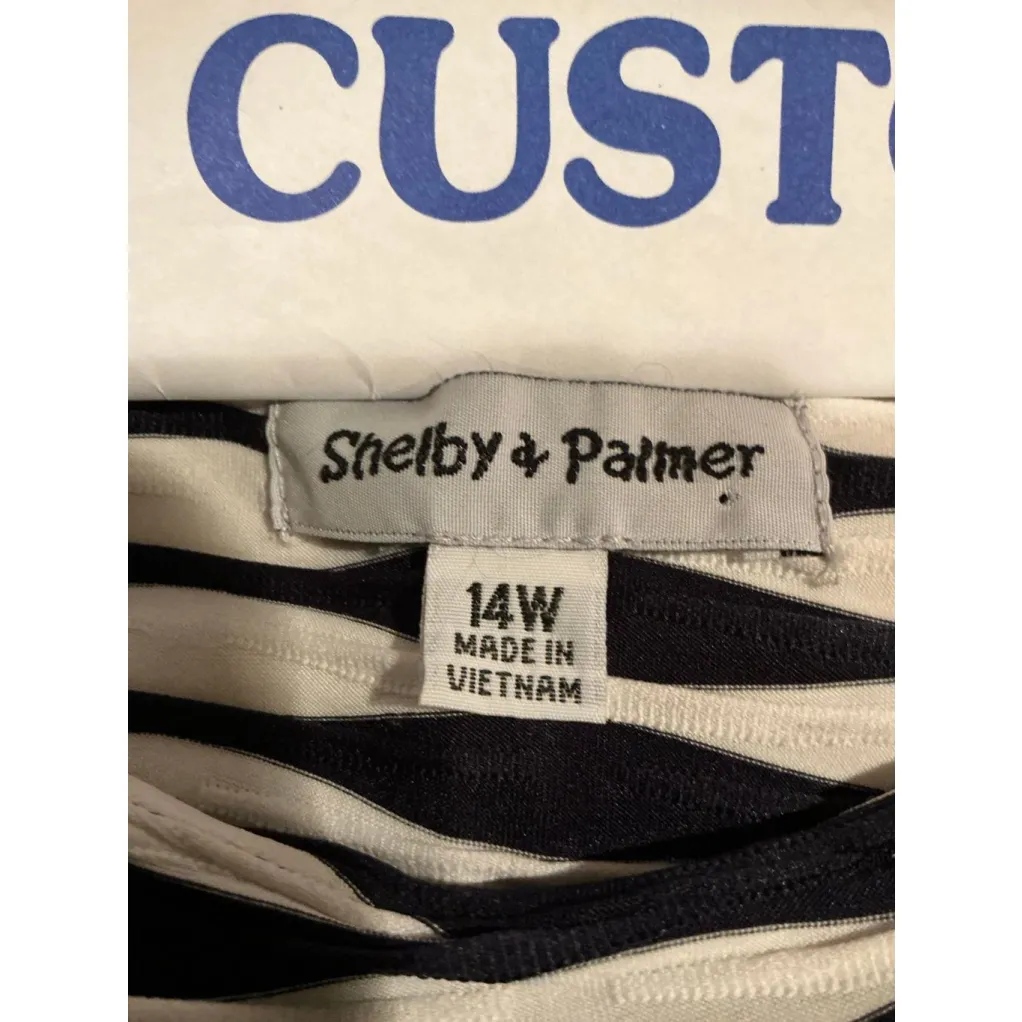 CUST
Shelby & Palmer
14W
MADE IN
VIETNAM